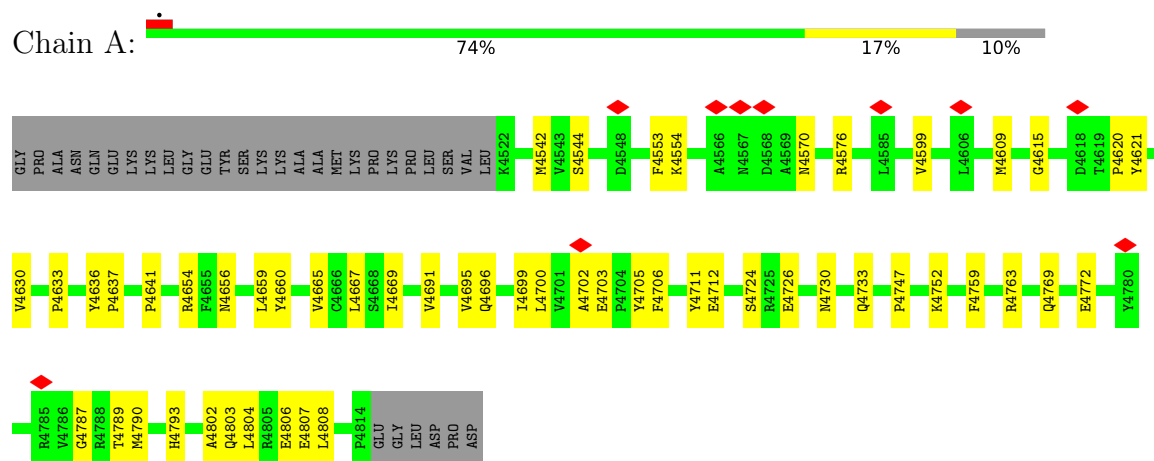 Chain A:
74% 17% 10%
GLY PRO ALA ASN GLN GLU LYS LYS LEU GLY GLU TYR SER LYS LYS ALA ALA MET LYS PRO LYS PRO LEU SER VAL LEU K4522 M4542 V4543 S4544 D4548 F4553 K4554 A4566 N4567 D4568 A4569 N4570 R4576 L4585 V4599 L4606 M4609 G4615 D4618 T4619 P4620 Y4621
V4630 P4633 Y4636 P4637 P4641 R4654 F4655 N4656 L4659 Y4660 V4665 C4666 L4667 S4668 I4669 V4691 V4695 Q4696 I4699 L4700 V4701 A4702 E4703 P4704 Y4705 F4706 Y4711 E4712 S4724 R4725 E4726 N4730 Q4733 P4747 K4752 F4759 R4763 Q4769 E4772 Y4780
R4785 V4786 G4787 R4788 T4789 M4790 H4793 A4802 Q4803 L4804 R4805 E4806 E4807 L4808 P4814 GLU GLY LEU ASP PRO ASP